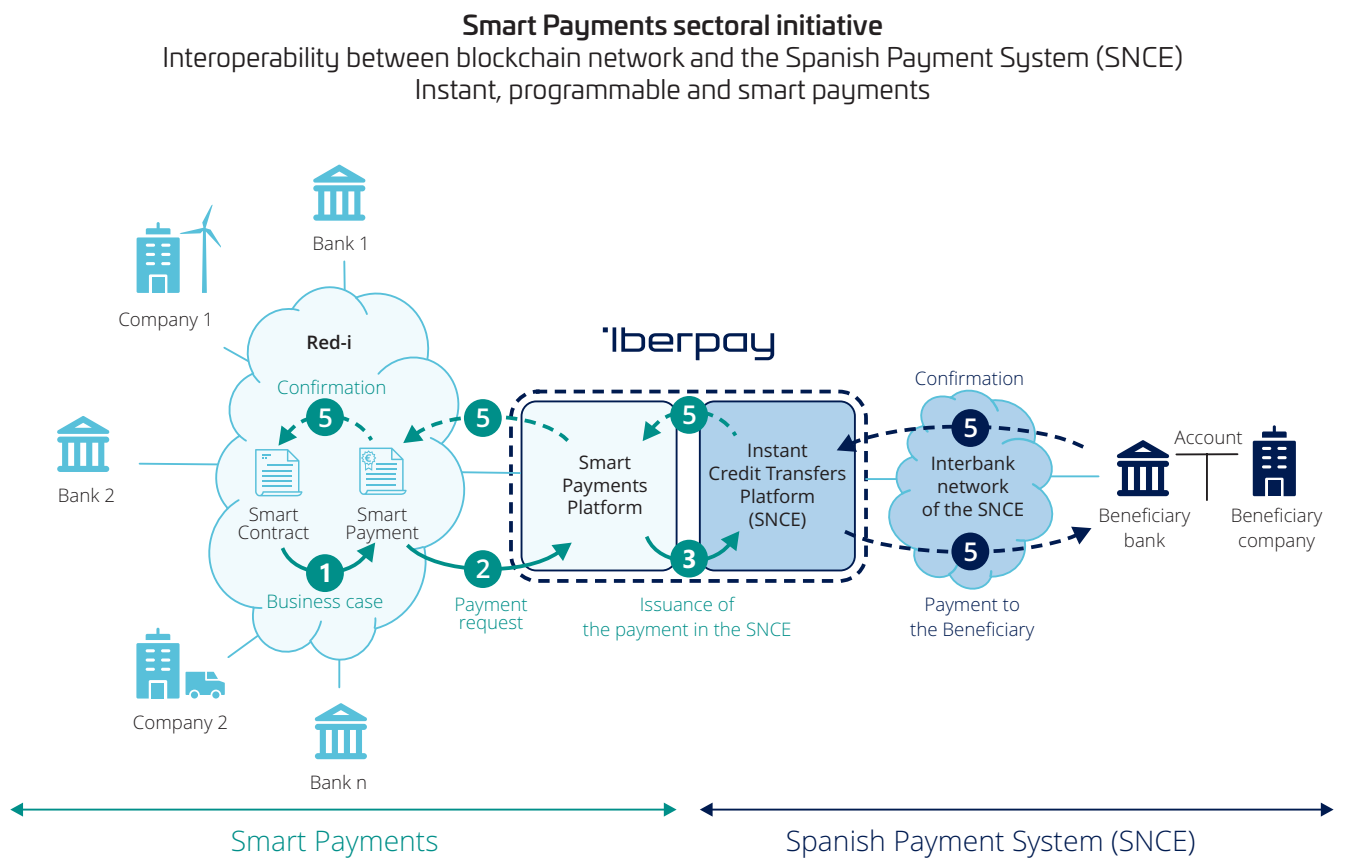 Smart Payments sectoral initiative
Interoperability between blockchain network and the Spanish Payment System (SNCE)
Instant, programmable and smart payments
Bank 1
Company 1
Red-i
Iberpay
Confirmation
Confirmation
5
5
5
5
Account
Bank 2
Smart
Contract
Smart
Payment
Smart
Payments
Platform
Instant
Credit Transfers
Platform
(SNCE)
Interbank
network
of the SNCE
Beneficiary
bank
Beneficiary
company
1
2
3
5
Business case
Payment
request
Issuance of
the payment in the SNCE
Payment to
the Beneficiary
Company 2
Bank n
Smart Payments
Spanish Payment System (SNCE)